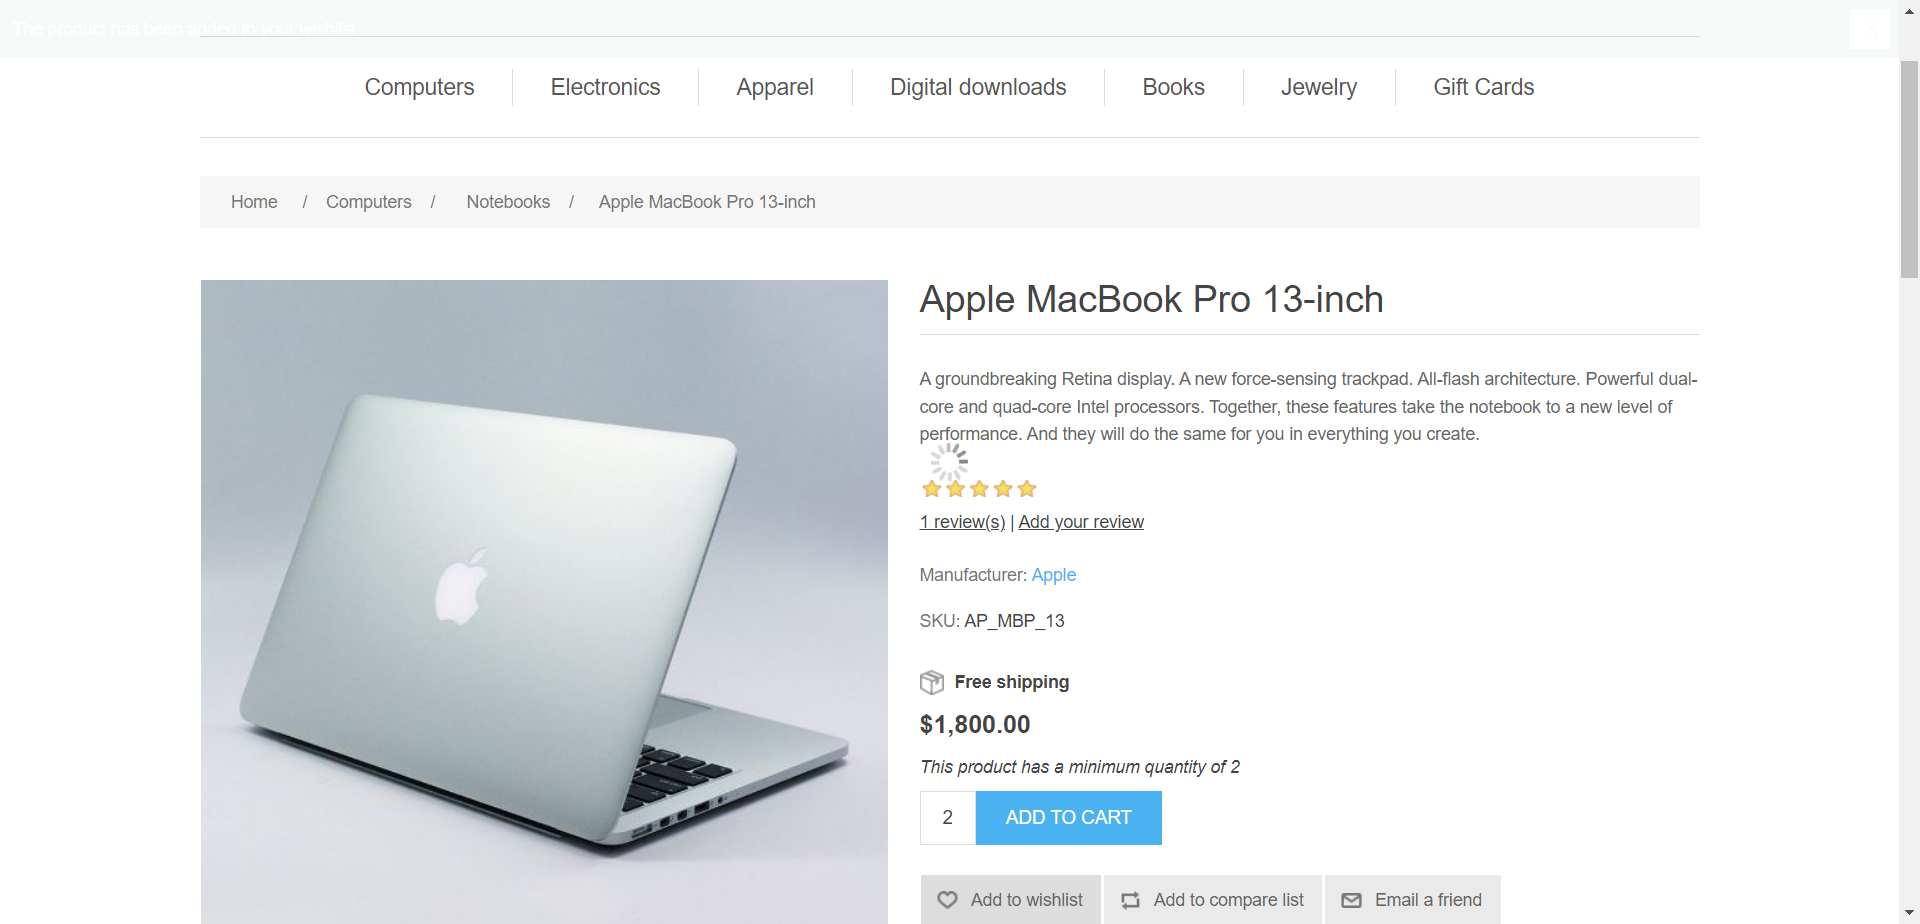 The product has been added to your wishlist
Computers Electronics Apparel Digital downloads Books Jewelry Gift Cards
Home / Computers / Notebooks / Apple MacBook Pro 13-inch
Apple MacBook Pro 13-inch
A groundbreaking Retina display. A new force-sensing trackpad. All-flash architecture. Powerful dual-
core and quad-core Intel processors. Together, these features take the notebook to a new level of
performance. And they will do the same for you in everything you create.
1 review(s) | Add your review
Manufacturer: Apple
SKU: AP_MBP_13
Free shipping
$1,800.00
This product has a minimum quantity of 2
2 ADD TO CART
Add to wishlist Add to compare list Email a friend